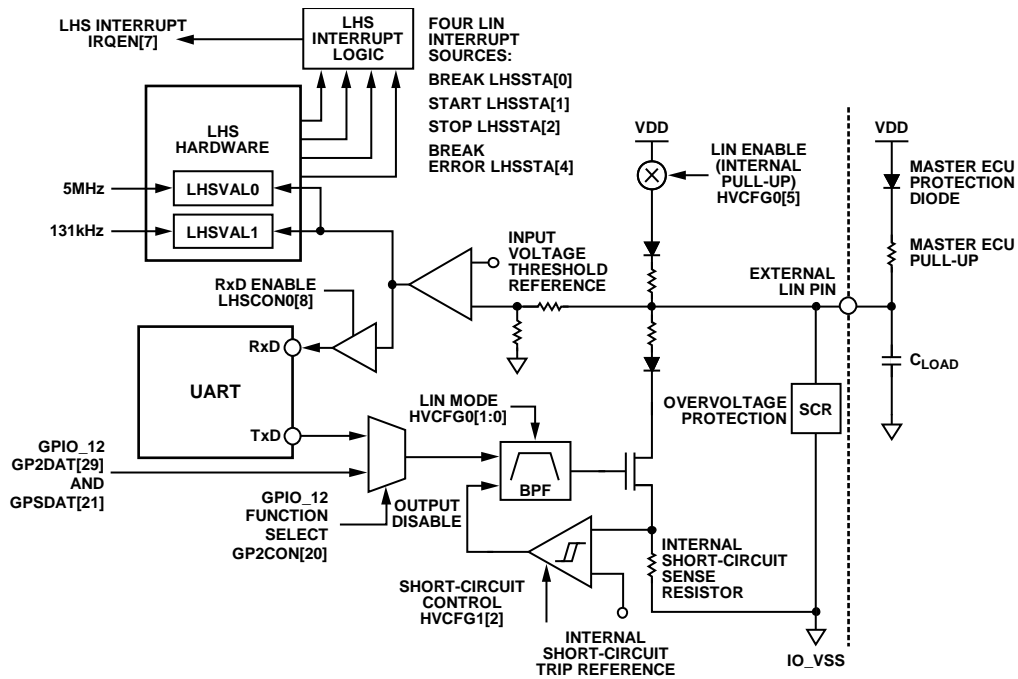 LHS INTERRUPT
IRQEN[7]
LHS
INTERRUPT
LOGIC
FOUR LIN
INTERRUPT
SOURCES:
BREAK LHSSTA[0]
START LHSSTA[1]
STOP LHSSTA[2]
BREAK
ERROR LHSSTA[4]
LHS
HARDWARE
5MHz
LHSVAL0
131kHz
LHSVAL1
VDD
LIN ENABLE
(INTERNAL
PULL-UP)
HVCFG0[5]
VDD
MASTER ECU
PROTECTION
DIODE
MASTER ECU
PULL-UP
INPUT
VOLTAGE
THRESHOLD
REFERENCE
EXTERNAL
LIN PIN
RxD ENABLE
LHSCON0[8]
RxD
UART
TxD
CLOAD
OVERVOLTAGE
PROTECTION
SCR
LIN MODE
HVCFG0[1:0]
BPF
GPIO_12
GP2DAT[29]
AND
GPSDAT[21]
GPIO_12
FUNCTION
SELECT
GP2CON[20]
OUTPUT
DISABLE
INTERNAL
SHORT-CIRCUIT
SENSE
RESISTOR
SHORT-CIRCUIT
CONTROL
HVCFG1[2]
INTERNAL
SHORT-CIRCUIT
TRIP REFERENCE
IO_VSS